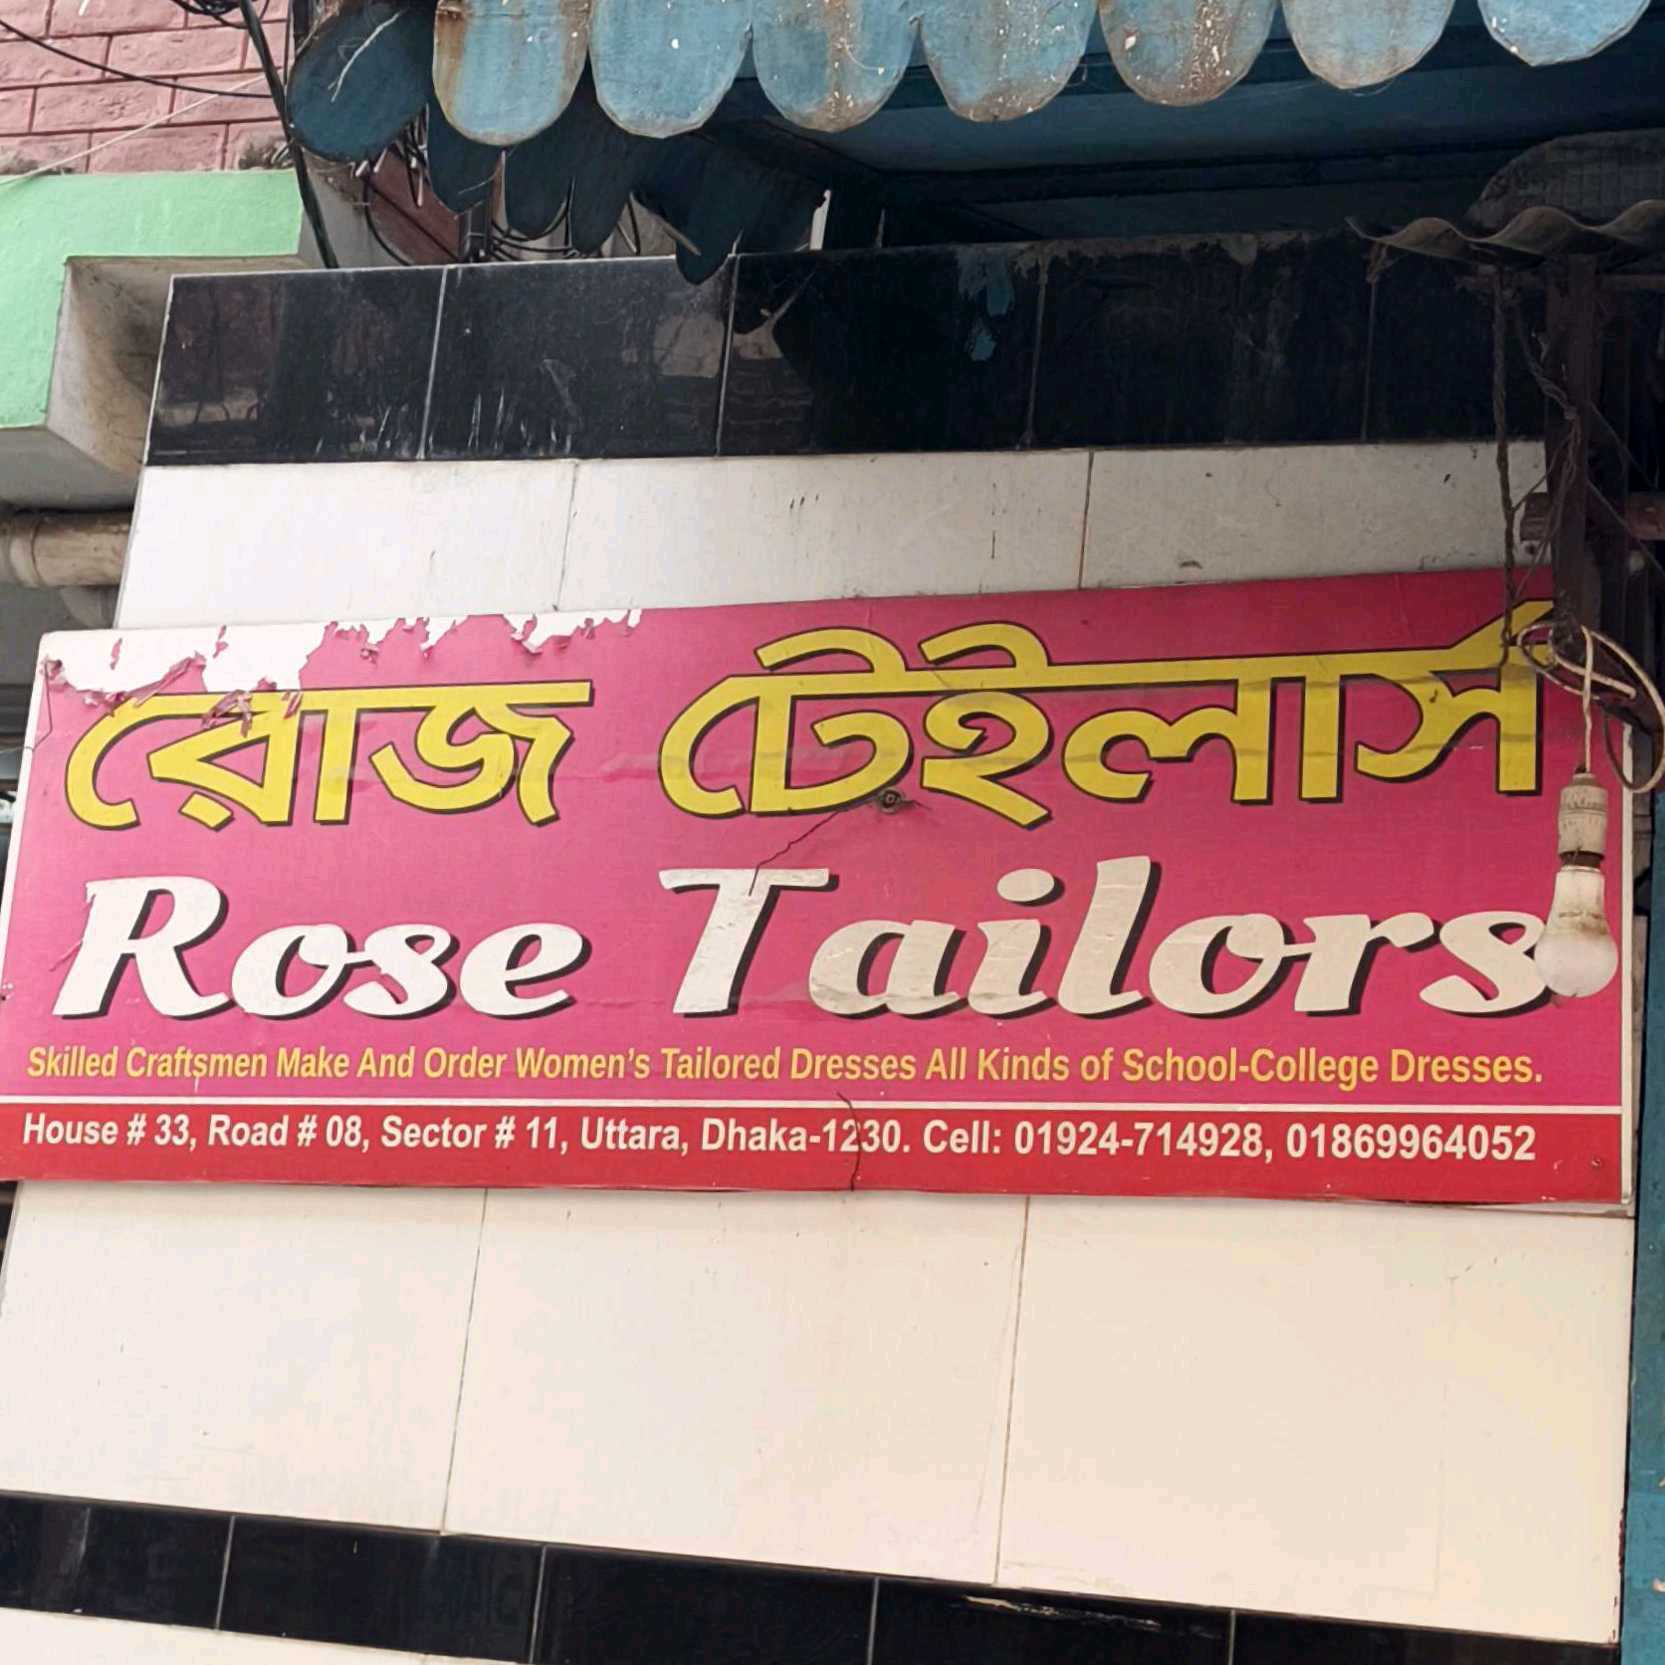 রোজ টেইলার্স
Rose Tailors
Skilled Craftsmen Make And Order Women's Tailored Dresses All Kinds of School-College Dresses.
House # 33, Road # 08, Sector # 11, Uttara, Dhaka-1230. Cell: 01924-714928, 01869964052